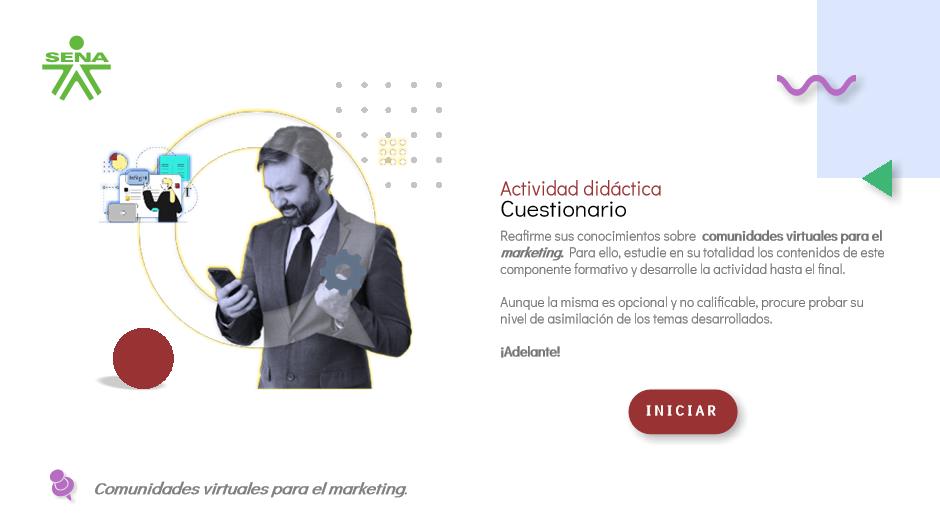 SENA
Insight
Actividad didáctica
Cuestionario
Reafirme sus conocimientos sobre comunidades virtuales para el
marketing. Para ello, estudie en su totalidad los contenidos de este
componente formativo y desarrolle la actividad hasta el final.
Aunque la misma es opcional y no calificable, procure probar su
nivel de asimilación de los temas desarrollados.
¡Adelante!
INICIAR
Comunidades virtuales para el marketing.